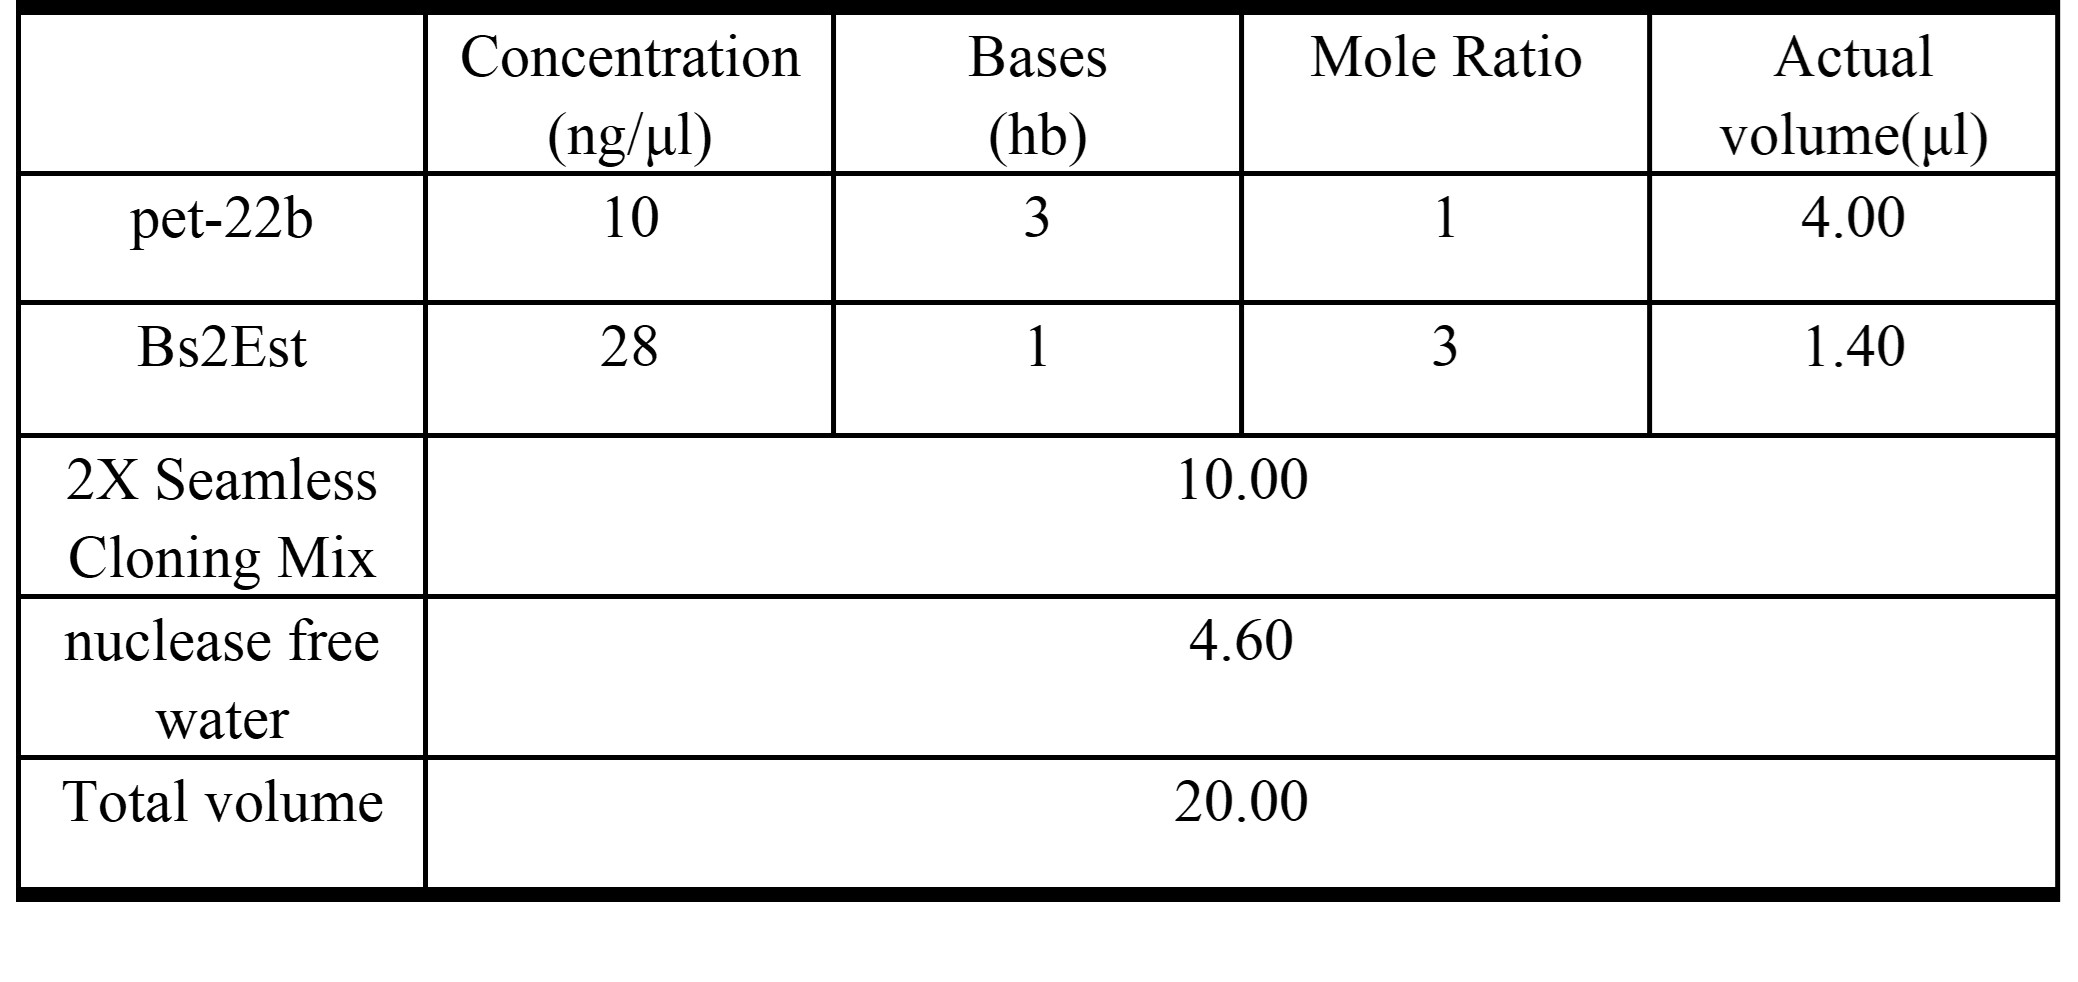 Concentration
(ng/μl)
Bases
(hb)
Mole Ratio
Actual
volume(μl)
pet-22b
10
3
1
4.00
Bs2Est
28
1
3
1.40
2X Seamless
Cloning Mix
10.00
nuclease free
water
4.60
Total volume
20.00